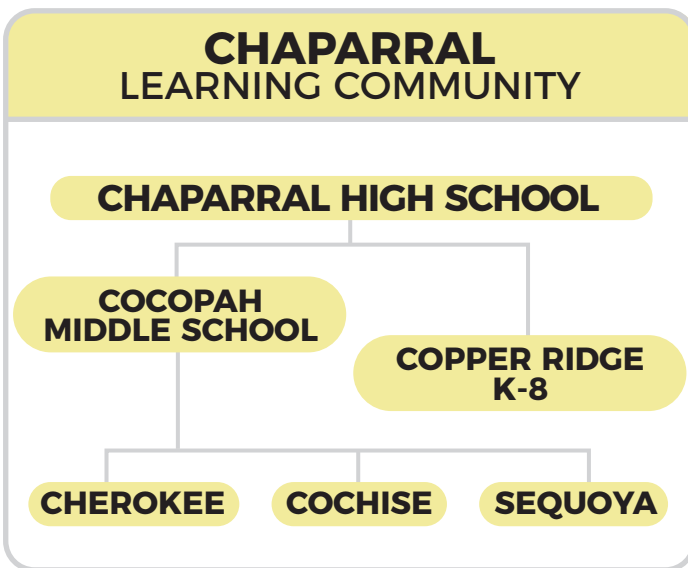 CHAPARRAL
LEARNING COMMUNITY
CHAPARRAL HIGH SCHOOL
COCOPAH
MIDDLE SCHOOL
COPPER RIDGE
K-8
CHEROKEE
COCHISE
SEQUOYA